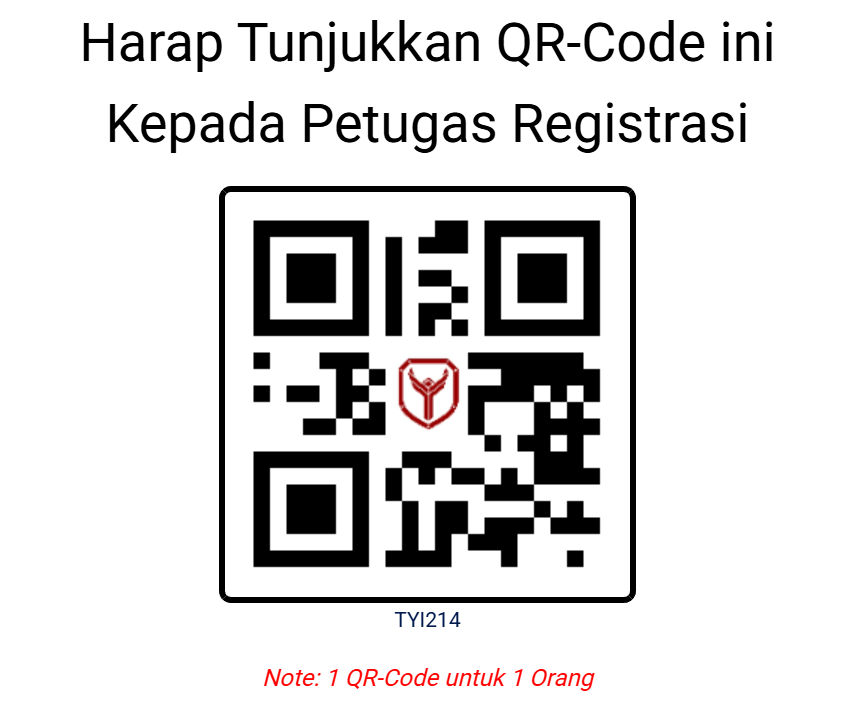 Harap Tunjukkan QR-Code ini
Kepada Petugas Registrasi
TYI214
Note: 1 QR-Code untuk 1 Orang